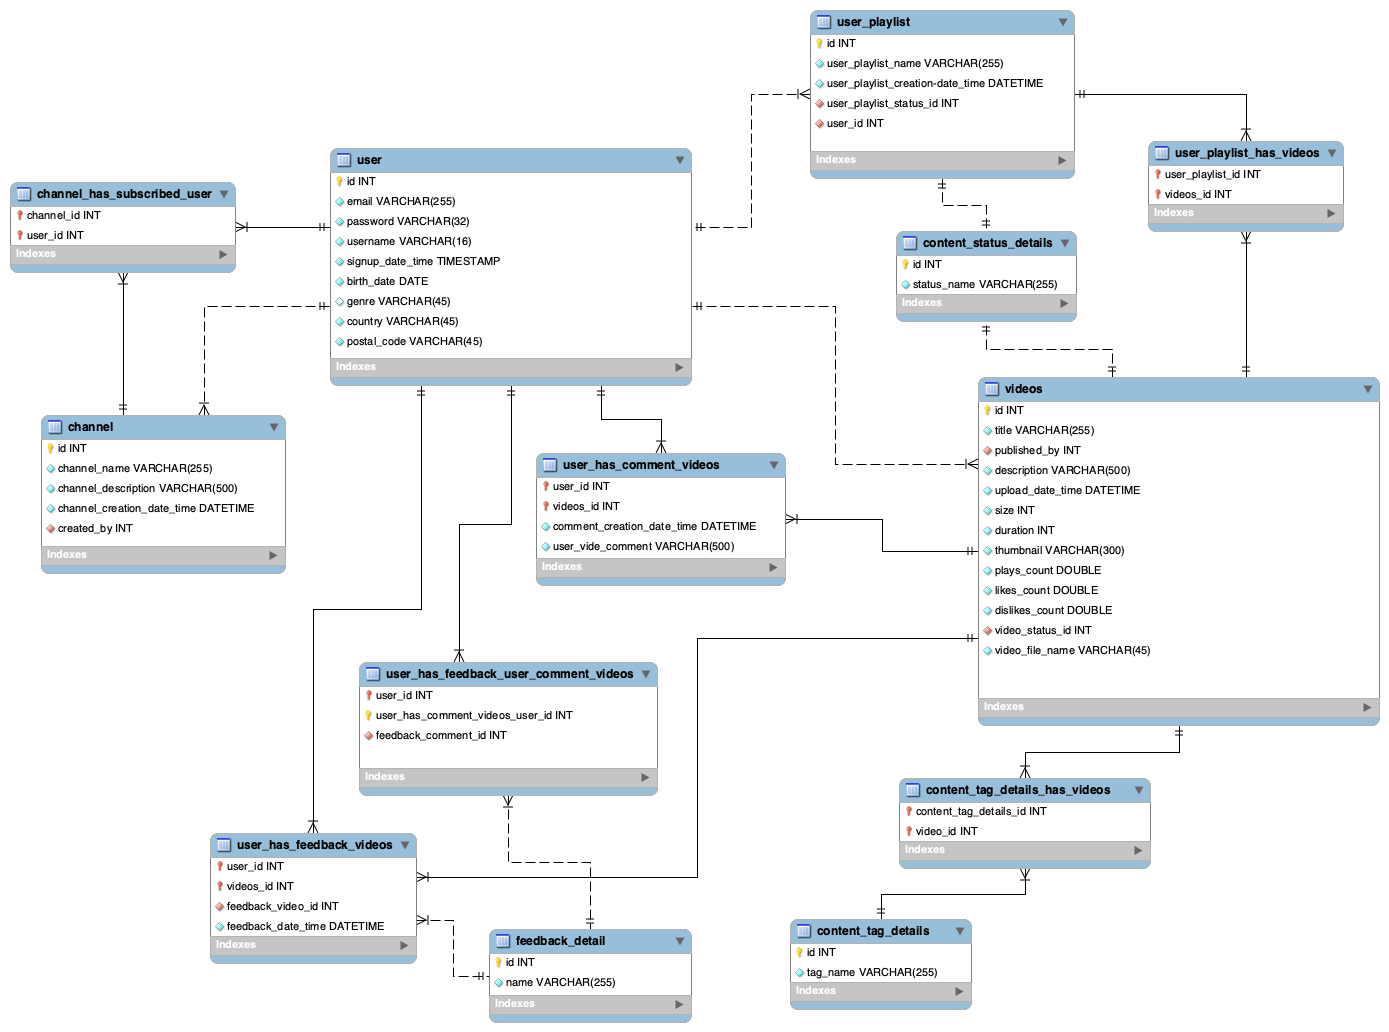 user_playlist
id INT
user_playlist_name VARCHAR(255)
user_playlist_creation-date_time DATETIME
user_playlist_status_id INT
user_id INT
Indexes
user_playlist_has_videos
user_playlist_id INT
videos_id INT
Indexes
user
id INT
email VARCHAR(255)
password VARCHAR(32)
username VARCHAR(16)
signup_date_time TIMESTAMP
birth_date DATE
genre VARCHAR(45)
country VARCHAR(45)
postal_code VARCHAR(45)
Indexes
channel_has_subscribed_user
channel_id INT
user_id INT
Indexes
content_status_details
id INT
status_name VARCHAR(255)
Indexes
videos
id INT
title VARCHAR(255)
published_by INT
description VARCHAR(500)
upload_date_time DATETIME
size INT
duration INT
thumbnail VARCHAR(300)
plays_count DOUBLE
likes_count DOUBLE
dislikes_count DOUBLE
video_status_id INT
video_file_name VARCHAR(45)
Indexes
channel
id INT
channel_name VARCHAR(255)
channel_description VARCHAR(500)
channel_creation_date_time DATETIME
created_by INT
Indexes
user_has_comment_videos
user_id INT
videos_id INT
comment_creation_date_time DATETIME
user_vide_comment VARCHAR(500)
Indexes
user_has_feedback_user_comment_videos
user_id INT
user_has_comment_videos_user_id INT
feedback_comment_id INT
Indexes
content_tag_details_has_videos
content_tag_details_id INT
video_id INT
Indexes
user_has_feedback_videos
user_id INT
videos_id INT
feedback_video_id INT
feedback_date_time DATETIME
Indexes
feedback_detail
id INT
name VARCHAR(255)
Indexes
content_tag_details
id INT
tag_name VARCHAR(255)
Indexes